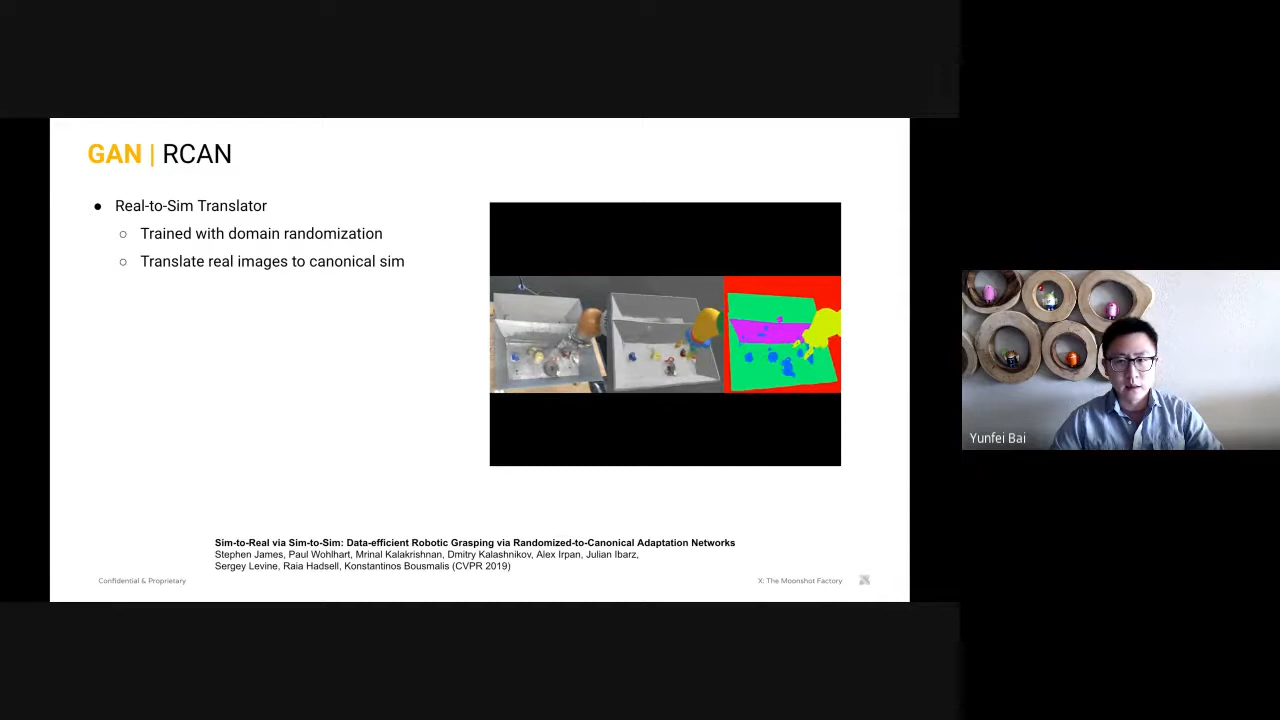 GAN | RCAN
● Real-to-Sim Translator
○ Trained with domain randomization
○ Translate real images to canonical sim
Sim-to-Real via Sim-to-Sim: Data-efficient Robotic Grasping via Randomized-to-Canonical Adaptation Networks
Stephen James, Paul Wohlhart, Mrinal Kalakrishnan, Dmitry Kalashnikov, Alex Irpan, Julian Ibarz,
Sergey Levine, Raia Hadsell, Konstantinos Bousmalis (CVPR 2019)
Confidential & Proprietary
X: The Moonshot Factory
Yunfei Bai